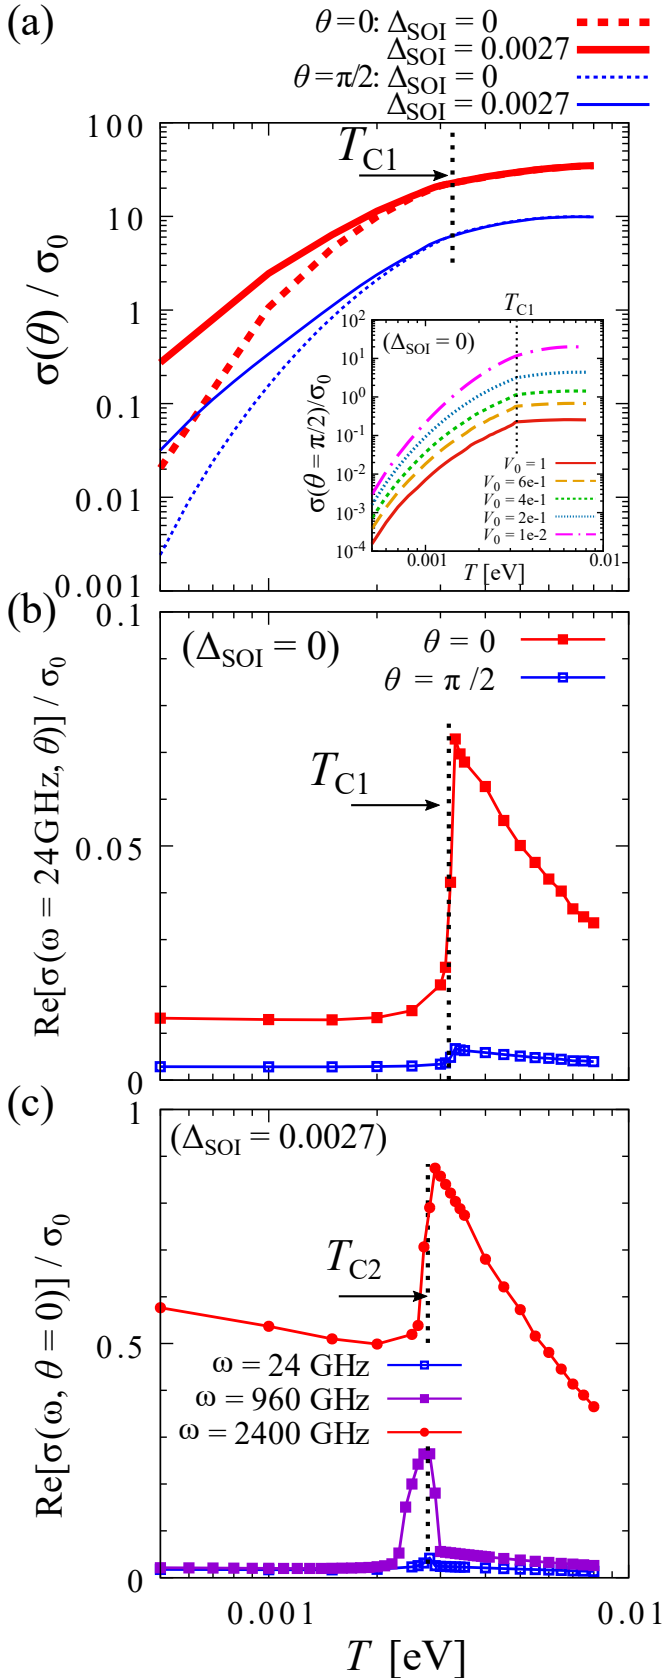 (a)
θ=0: Δ_SOI = 0
Δ_SOI = 0.0027
θ=π/2: Δ_SOI = 0
Δ_SOI = 0.0027
100
10
1
0.1
0.01
0.001
σ(θ) / σ_0
T_C1
T_C1
(Δ_SOI = 0)
10^2
10^1
10^0
10^-1
10^-2
10^-3
10^-4
σ(θ = π/2)/σ_0
V_0 = 1
V_0 = 6e-1
V_0 = 4e-1
V_0 = 2e-1
V_0 = 1e-2
0.001
0.01
T [eV]
(b)
0.1
0.05
0
Re[σ(ω = 24GHz, θ)] / σ_0
(Δ_SOI = 0)
θ = 0
θ = π /2
T_C1
(c)
1
0.5
0
Re[σ(ω, θ = 0)] / σ_0
(Δ_SOI = 0.0027)
T_C2
ω = 24 GHz
ω = 960 GHz
ω = 2400 GHz
0.001
0.01
T [eV]